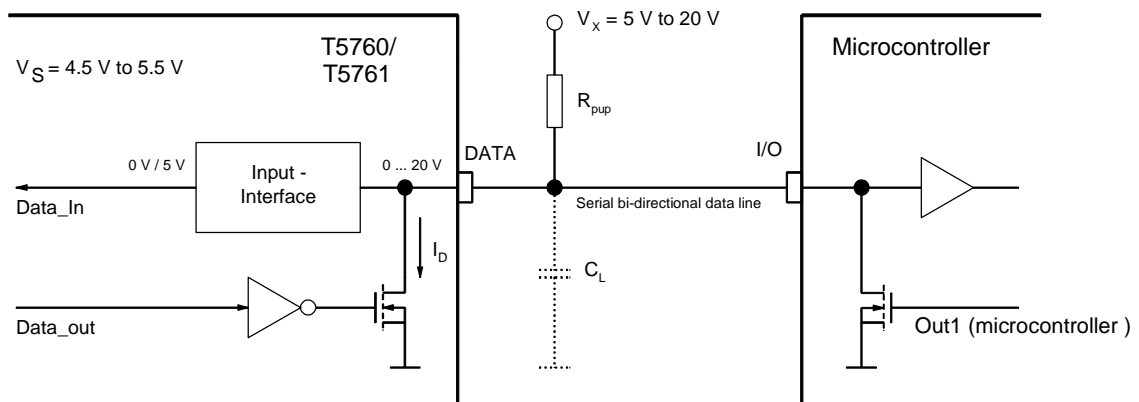 V_X = 5 V to 20 V
T5760/
T5761
Microcontroller
V_S = 4.5 V to 5.5 V
R_pup
DATA
I/O
0 V / 5 V
0 ... 20 V
Input -
Interface
Data_In
Serial bi-directional data line
I_D
C_L
Data_out
Out1 (microcontroller )